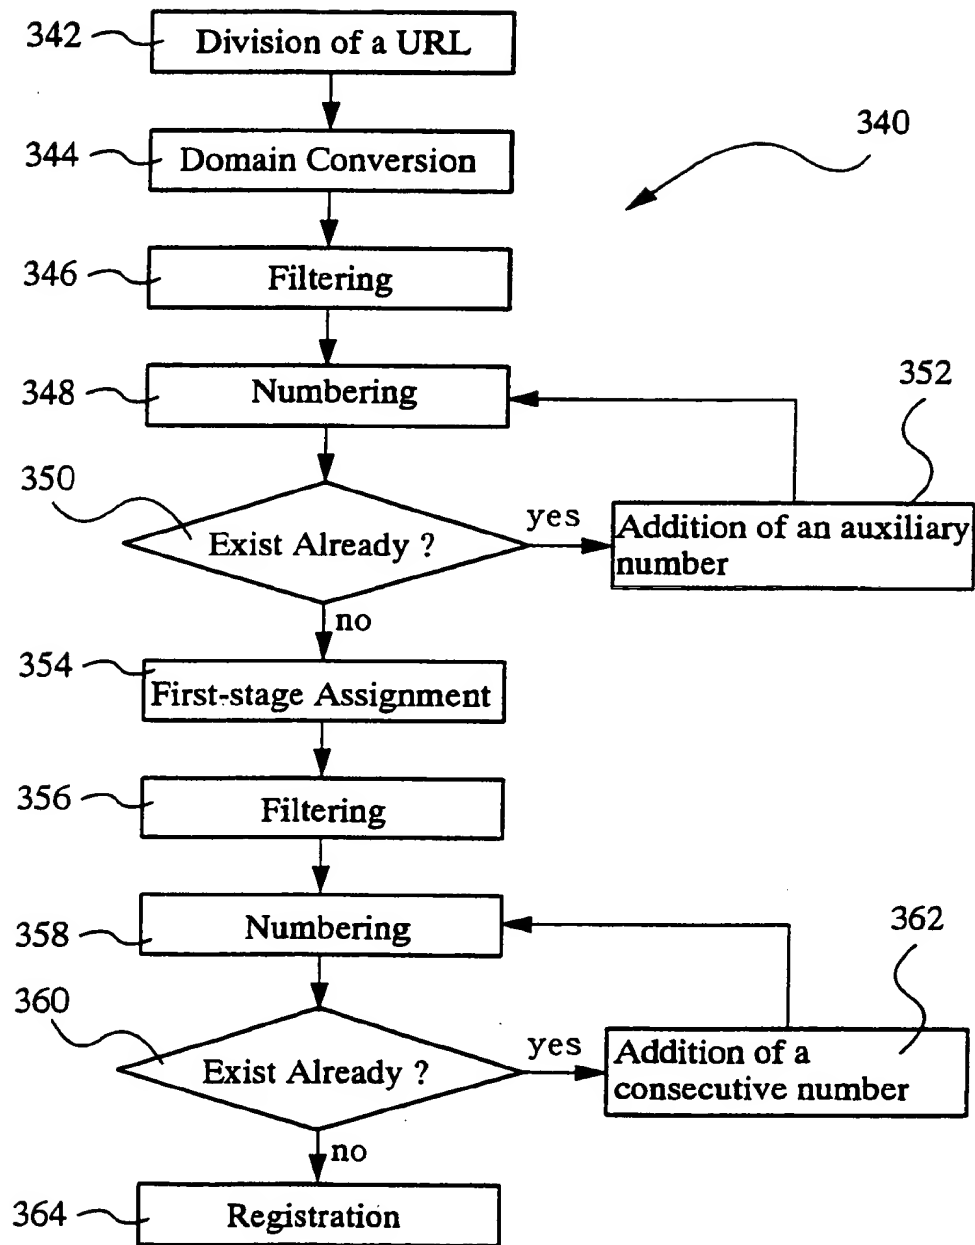 342 Division of a URL
340
344 Domain Conversion
346 Filtering
348 Numbering
352
350 Exist Already ?
yes
Addition of an auxiliary
number
no
354 First-stage Assignment
356 Filtering
358 Numbering
362
360 Exist Already ?
yes
Addition of a
consecutive number
no
364 Registration